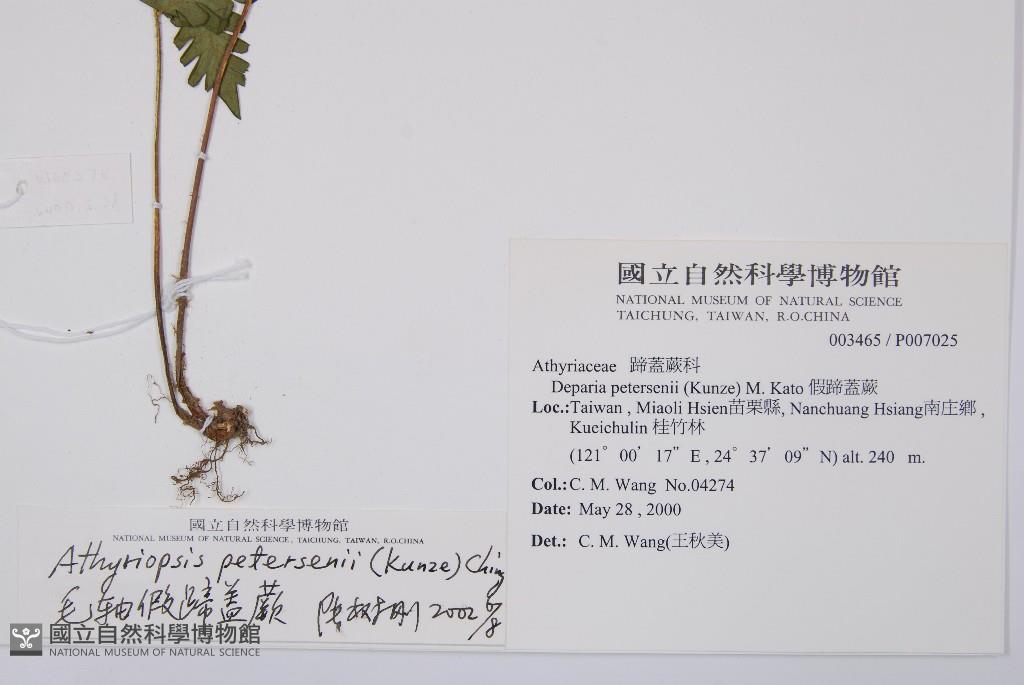 國立自然科學博物館
NATIONAL MUSEUM OF NATURAL SCIENCE
TAICHUNG, TAIWAN, R.O.CHINA
003465 / P007025
Athyriaceae 蹄蓋蕨科
Deparia petersenii (Kunze) M. Kato 假蹄蓋蕨
Loc.:Taiwan , Miaoli Hsien苗栗縣, Nanchuang Hsiang南庄鄉 ,
Kueichulin 桂竹林
(121° 00’ 17” E , 24° 37’ 09” N) alt. 240 m.
Col.: C. M. Wang No.04274
Date: May 28 , 2000
Det.: C. M. Wang(王秋美)
國立自然科學博物館
NATIONAL MUSEUM OF NATURAL SCIENCE, TAICHUNG, TAIWAN, R.O.CHINA
Athyriopsis petersenii (Kunze) Ching
毛軸假蹄盖蕨 2002
國立自然科學博物館
NATIONAL MUSEUM OF NATURAL SCIENCE